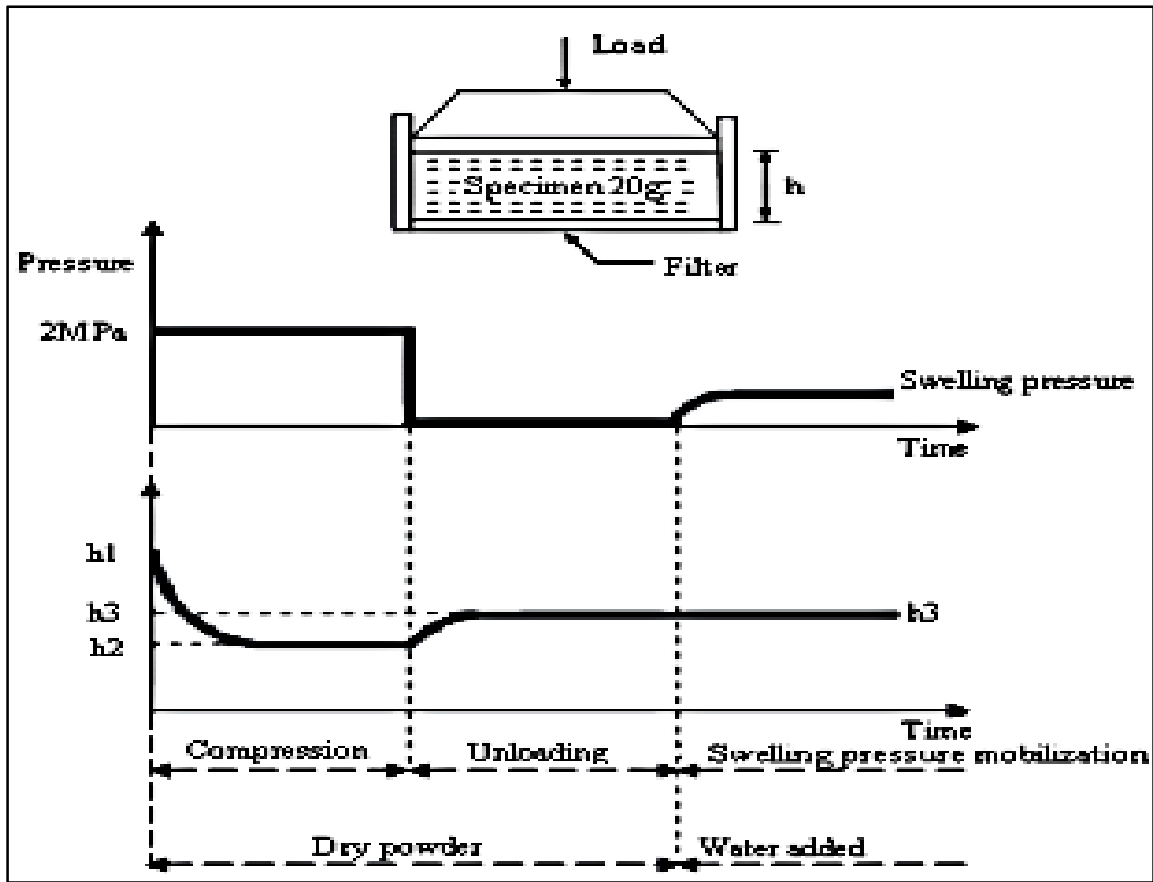 Load
Specimen 20g
h
Filter
Pressure
2MPa
Swelling pressure
Time
h1
h3
h2
h3
Time
Compression
Unloading
Swelling pressure mobilization
Dry powder
Water added